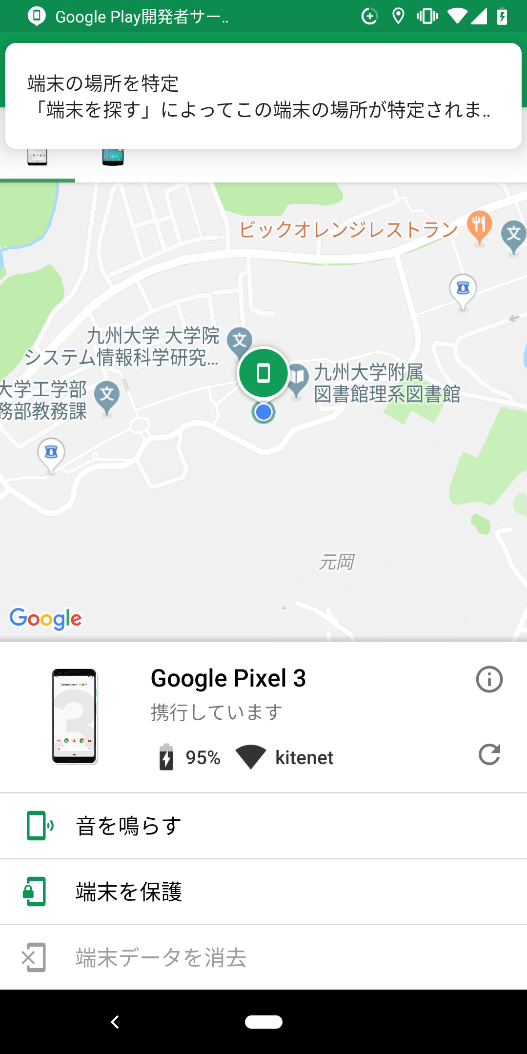 Google Play開発者サー..
端末の場所を特定
「端末を探す」によってこの端末の場所が特定されま..
ビックオレンジレストラン
文
九州大学 大学院
システム情報科学研究...
文
九州大学附属
図書館理系図書館
大学工学部
務部教務課
文
元岡
Google
Google Pixel 3
携行しています
95%
kitenet
音を鳴らす
端末を保護
端末データを消去